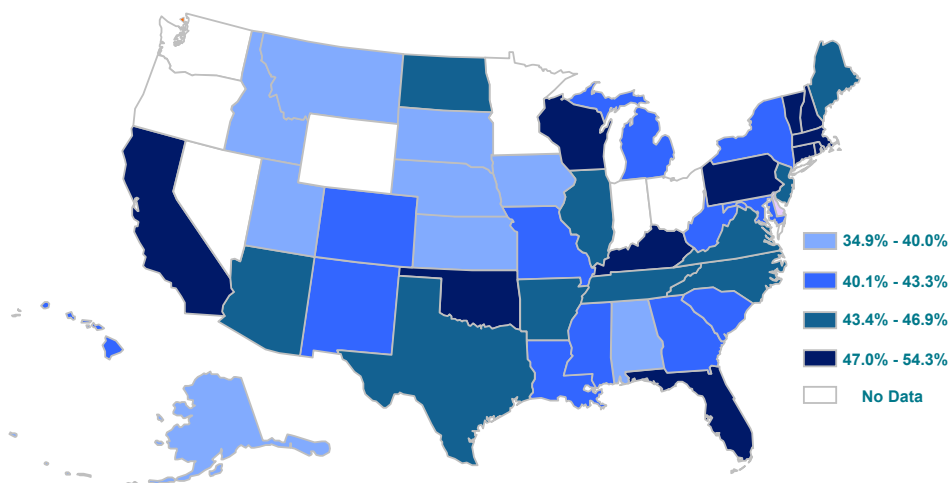 34.9% - 40.0%
40.1% - 43.3%
43.4% - 46.9%
47.0% - 54.3%
No Data